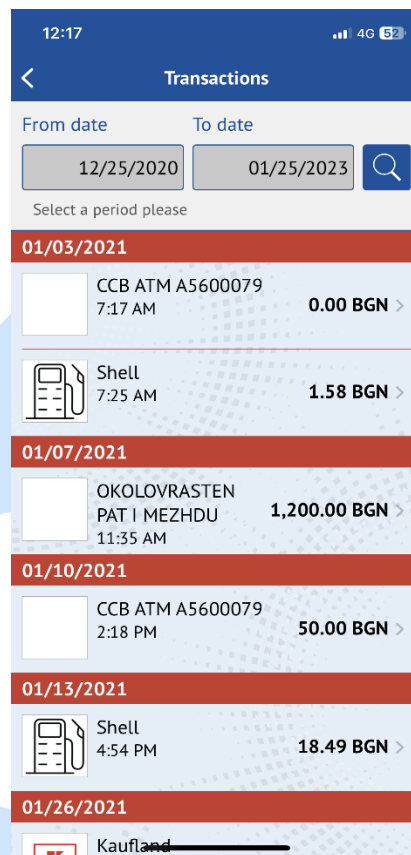 12:17 4G 52
Transactions
From date To date
12/25/2020 01/25/2023
Select a period please
01/03/2021
CCB ATM A5600079
7:17 AM 0.00 BGN
Shell
7:25 AM 1.58 BGN
01/07/2021
OKOLOVRASTEN
PAT I MEZHDU 1,200.00 BGN
11:35 AM
01/10/2021
CCB ATM A5600079
2:18 PM 50.00 BGN
01/13/2021
Shell
4:54 PM 18.49 BGN
01/26/2021
Kaufland